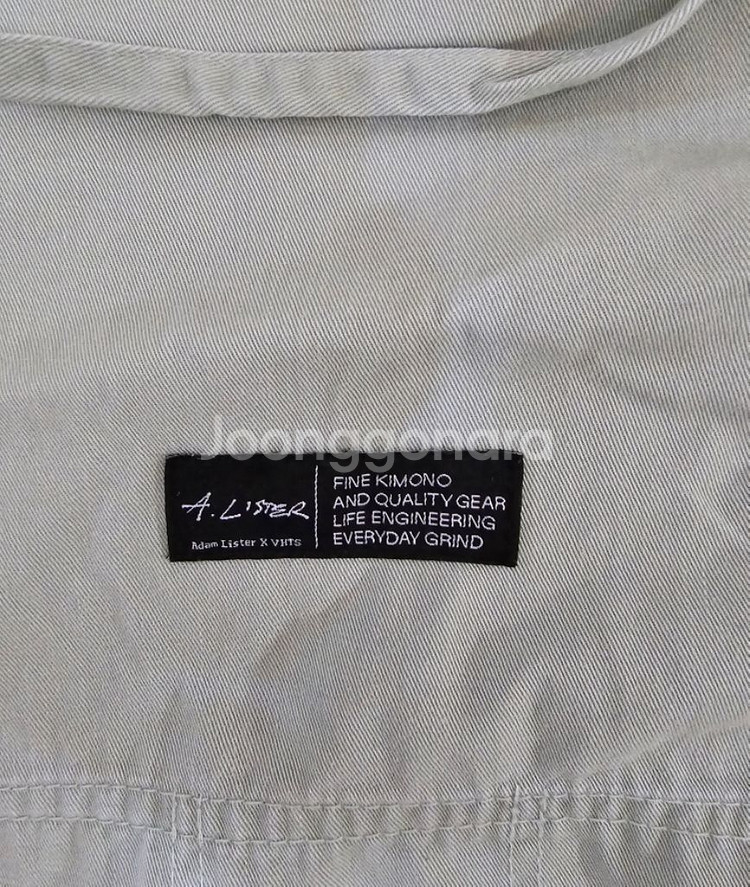 Joonggonara
A. LISTER
Adam Lister X VHTS
FINE KIMONO
AND QUALITY GEAR
LIFE ENGINEERING
EVERYDAY GRIND